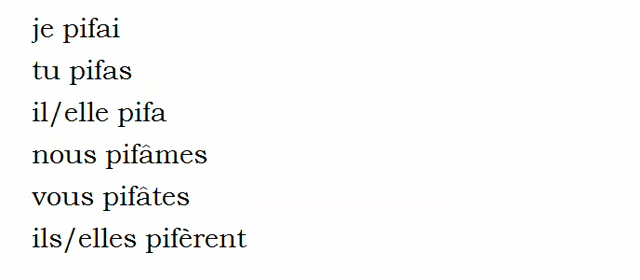 je pifai
tu pifas
il/elle pifa
nous pifâmes
vous pifâtes
ils/elles pifèrent